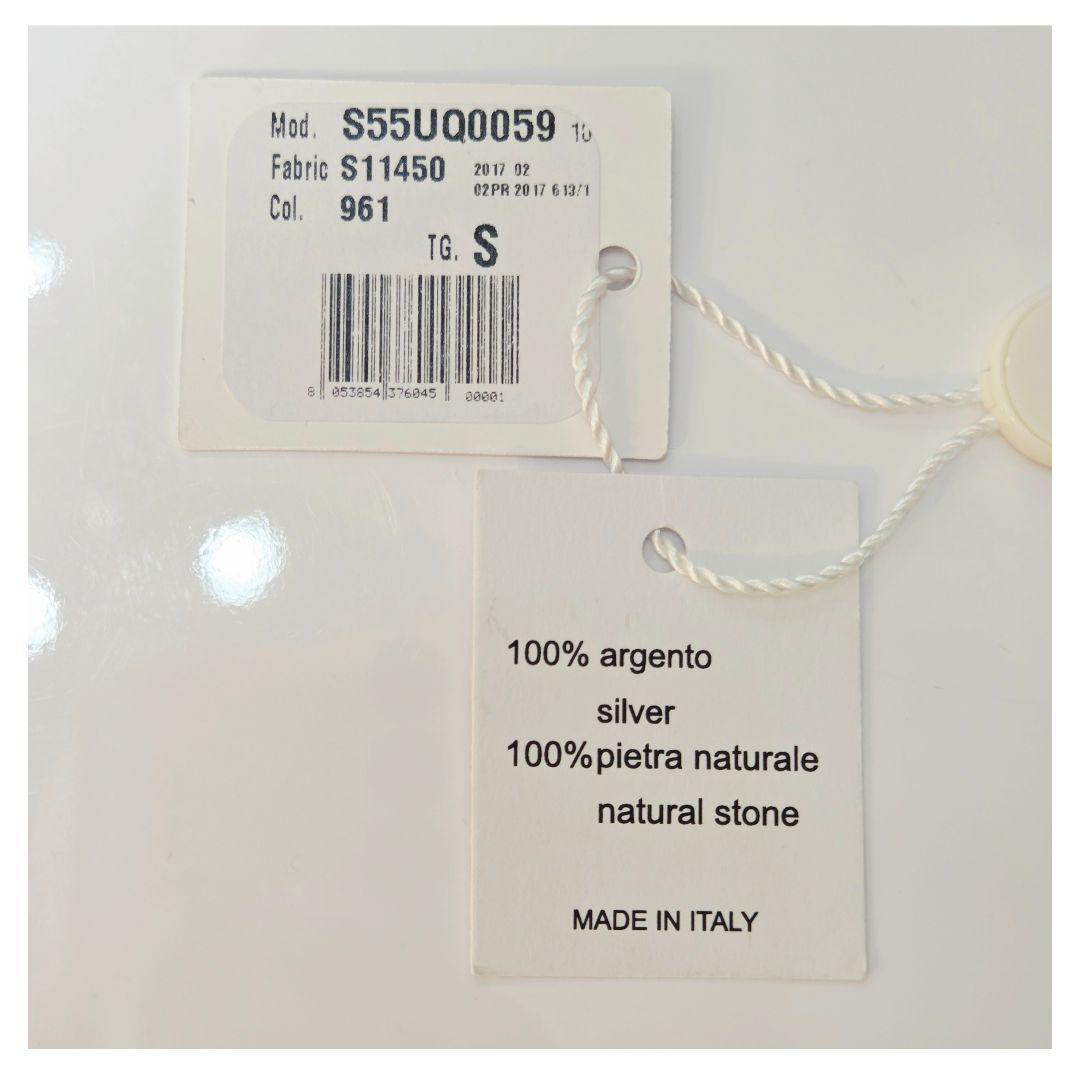 Mod. S55UQ0059
Fabric S11450 2017 02
02PR 2017 613/1
Col. 961
TG. S
8 053854 376045 00001
100% argento
silver
100% pietra naturale
natural stone
MADE IN ITALY